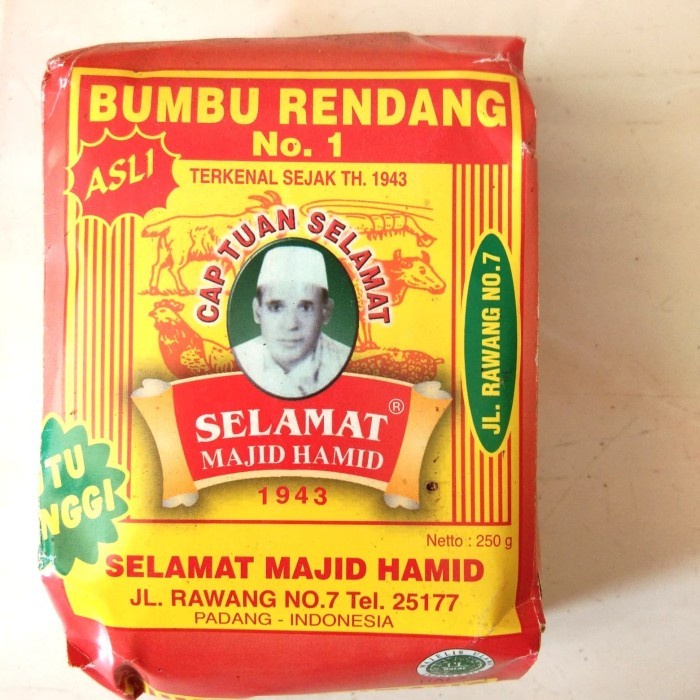 BUMBU RENDANG
No. 1
ASLI
TERKENAL SEJAK TH. 1943
CAP TUAN SELAMAT
JL. RAWANG NO.7
SELAMAT ®
MAJID HAMID
1943
Netto : 250 g
SELAMAT MAJID HAMID
JL. RAWANG NO.7 Tel. 25177
PADANG - INDONESIA